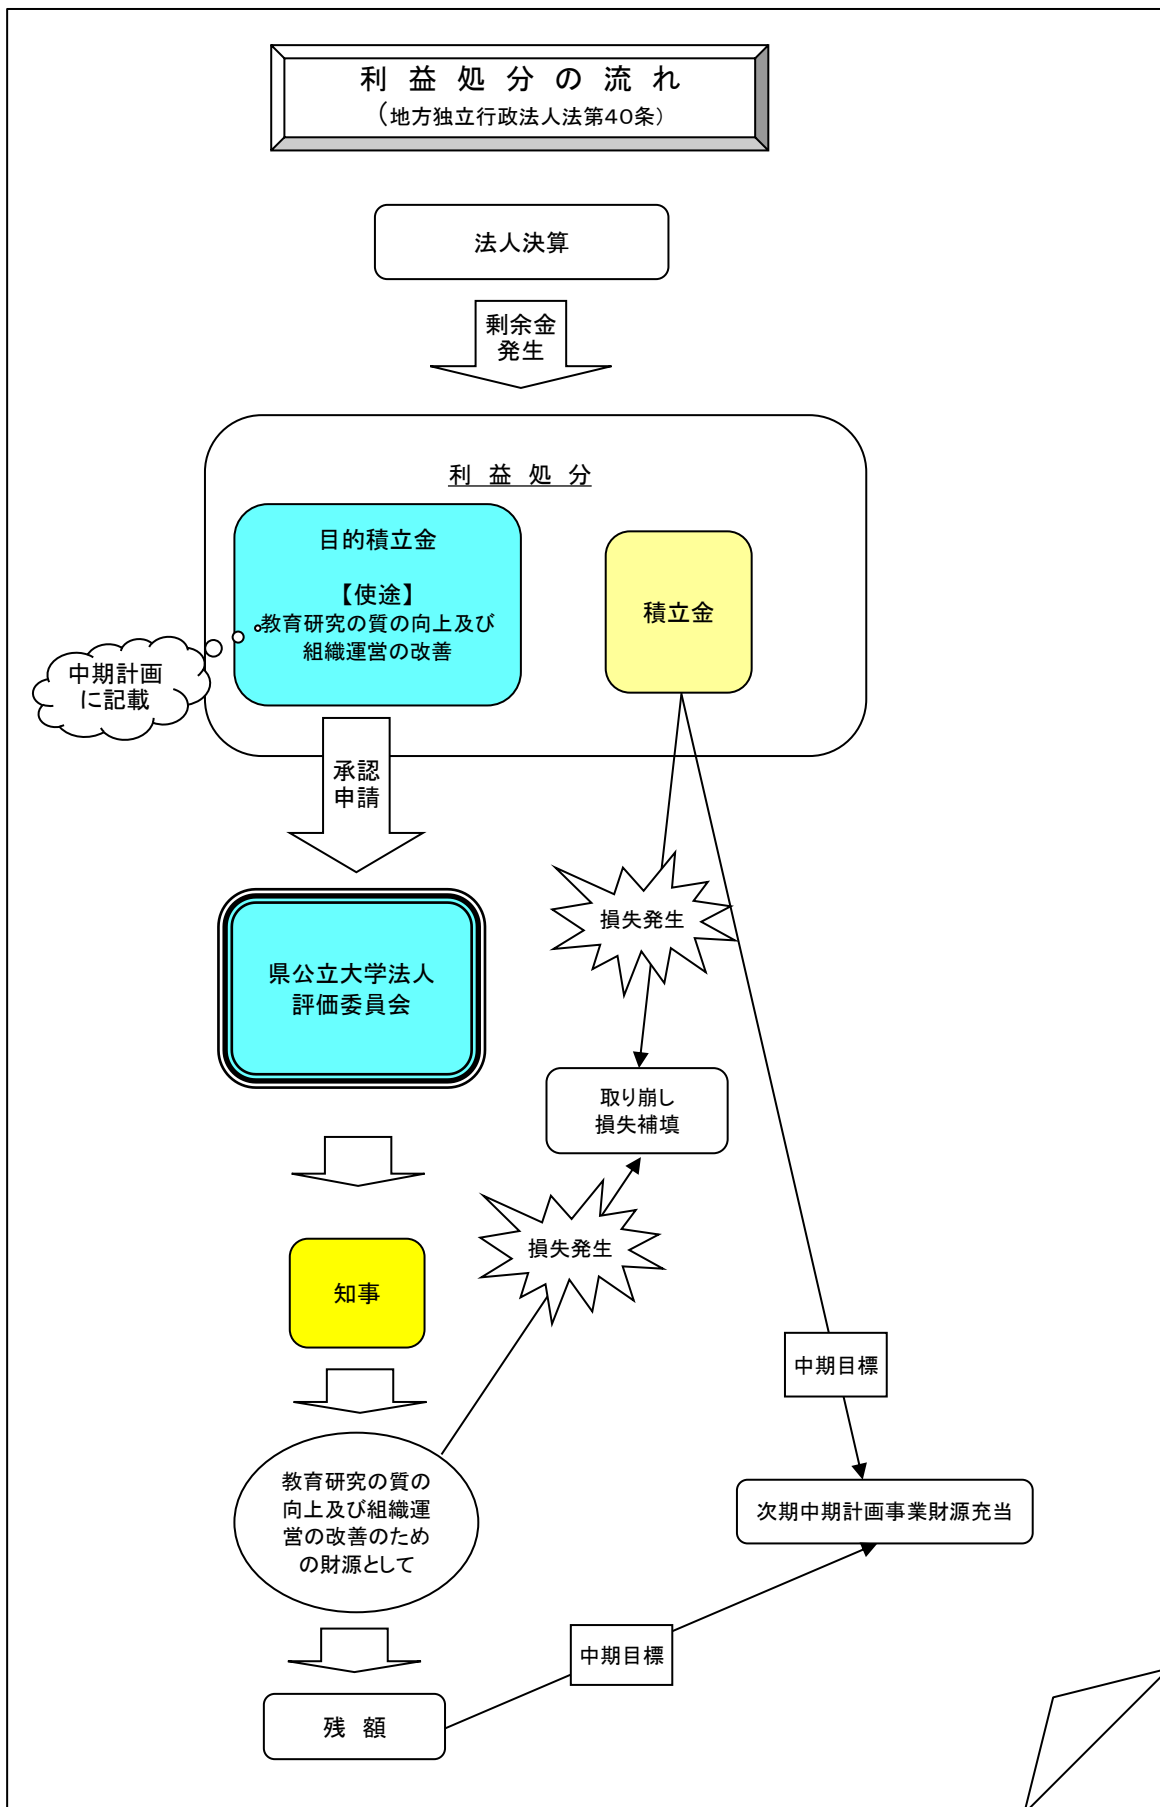 利益処分の流れ
(地方独立行政法人法第40条)
法人決算
剰余金
発生
利益処分
目的積立金
【使途】
教育研究の質の向上及び
組織運営の改善
積立金
中期計画
に記載
承認
申請
損失発生
県公立大学法人
評価委員会
取り崩し
損失補填
損失発生
知事
中期目標
教育研究の質の
向上及び組織運
営の改善のため
の財源として
次期中期計画事業財源充当
中期目標
残額